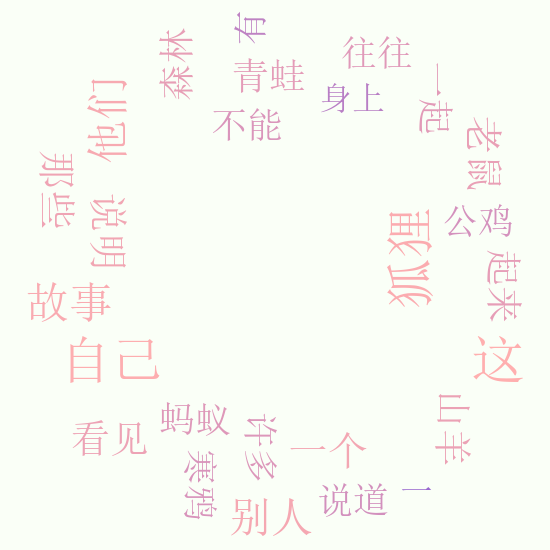 有
森林
往往
青蛙
一起
他们
身上
不能
老鼠
那些
说明
公鸡
狐狸
起来
故事
自己
这
山羊
蚂蚁
看见
许多
一个
寒鸦
别人
说道
一